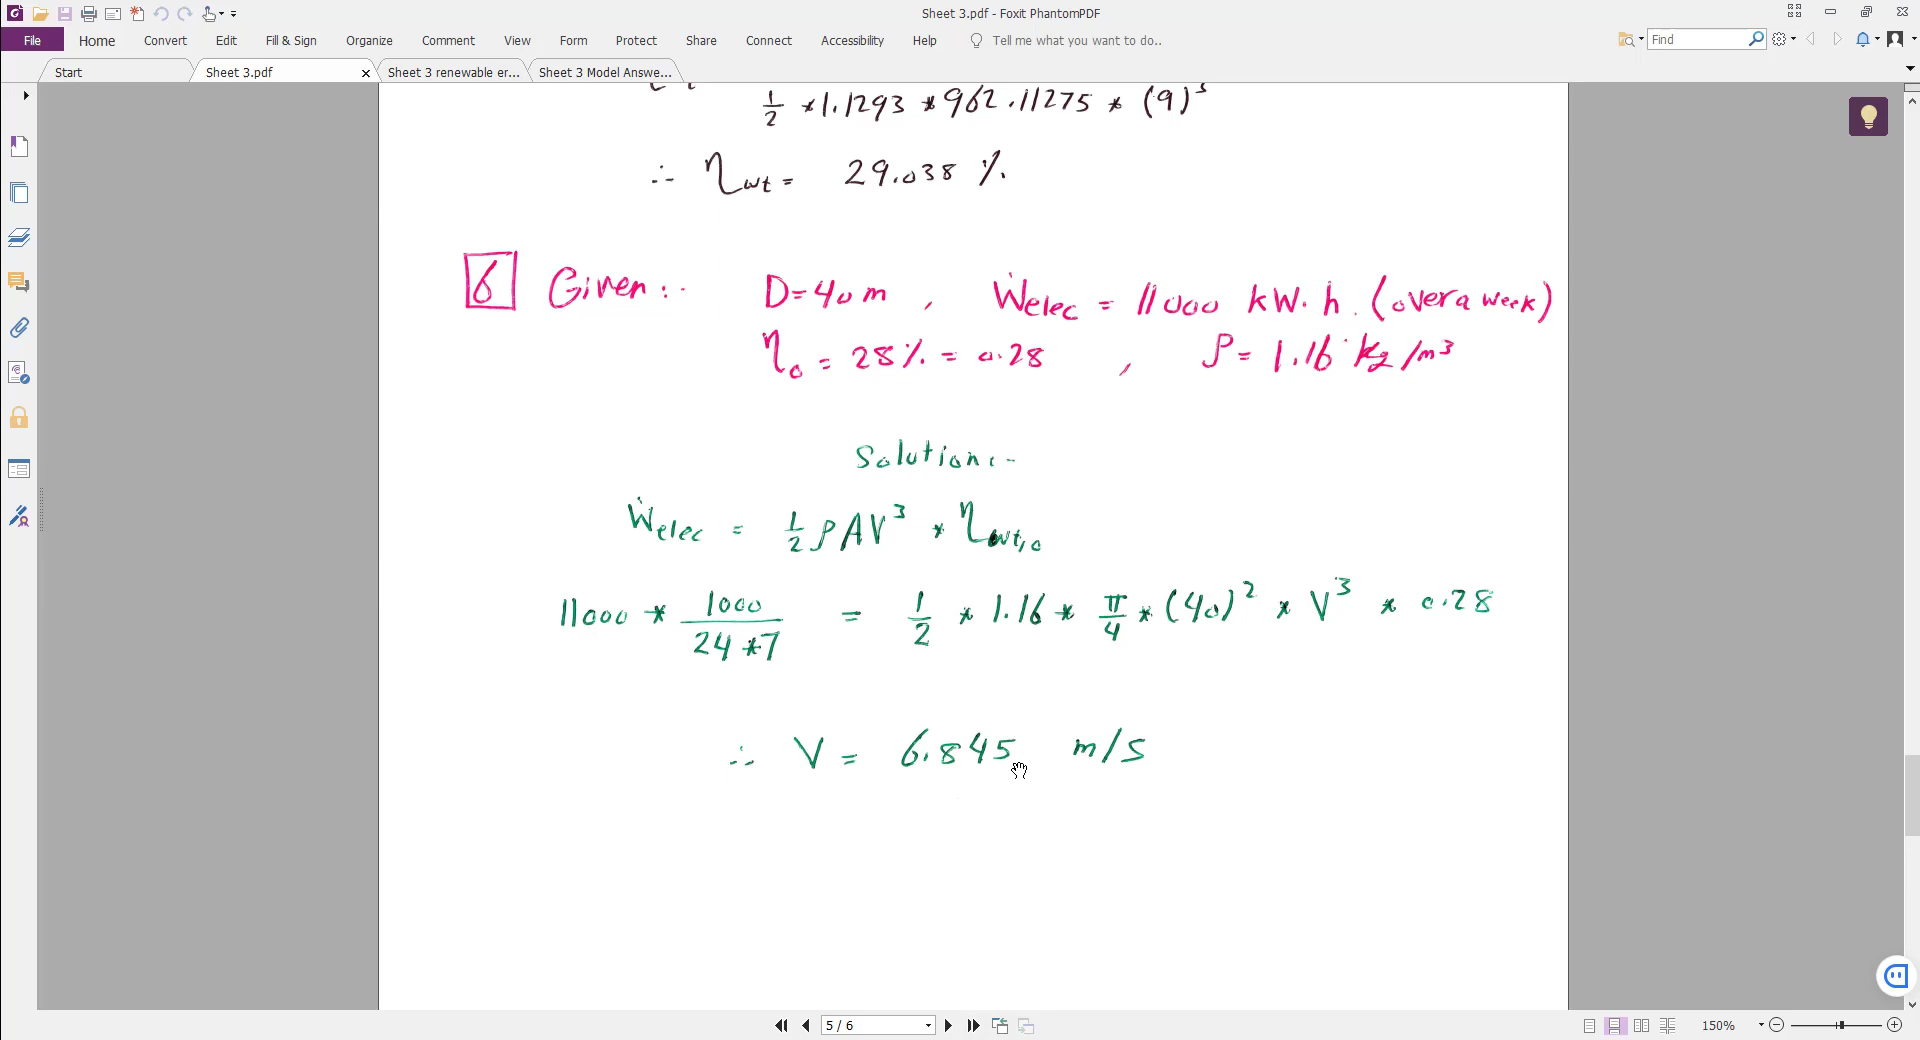 Sheet 3.pdf - Foxit PhantomPDF
File Home Convert Edit Fill & Sign Organize Comment View Form Protect Share Connect Accessibility Help Tell me what you want to do.. Find
Start Sheet 3.pdf Sheet 3 renewable er... Sheet 3 Model Answe...
1/2 * 1.1293 * 962.11275 * (9)³
∴ η_wt = 29.038 %
6 Given:- D=40m , Ẇelec = 11000 kW.h. (over a week)
η_o = 28% = 0.28 , ρ = 1.16 kg/m³
Solution:-
Ẇelec = 1/2 ρAV³ * η_wt,o
11000 * 1000/(24*7) = 1/2 * 1.16 * π/4 * (40)² * V³ * 0.28
∴ V = 6.845 m/s
5 / 6 150%